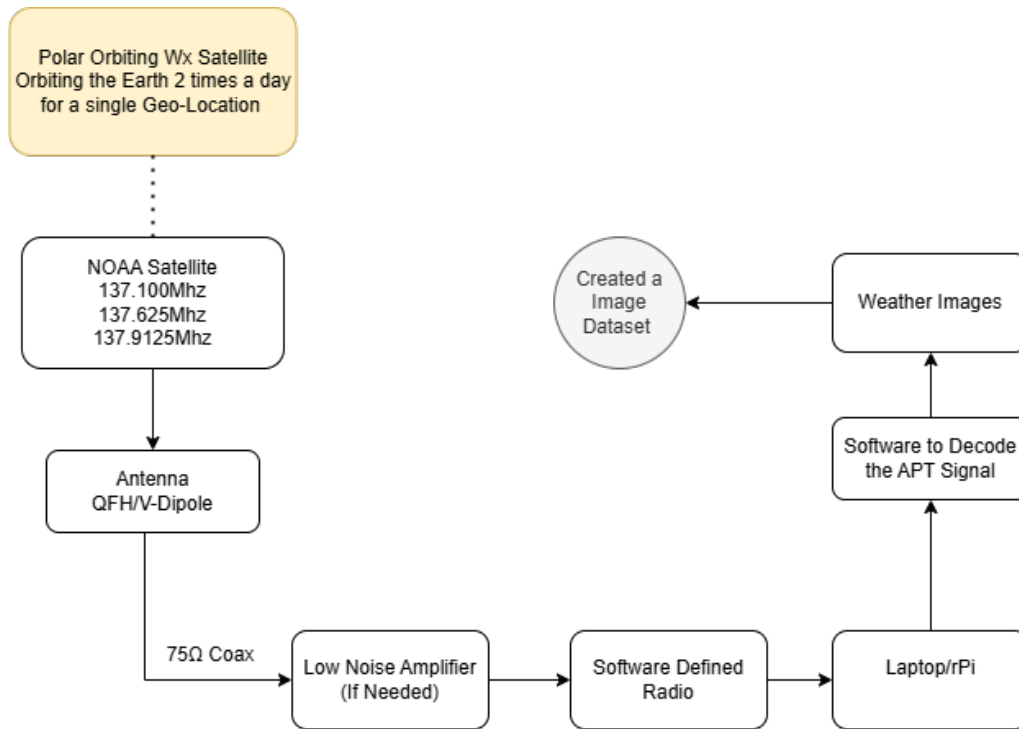 Polar Orbiting Wx Satellite
Orbiting the Earth 2 times a day
for a single Geo-Location
NOAA Satellite
137.100Mhz
137.625Mhz
137.9125Mhz
Antenna
QFH/V-Dipole
75Ω Coax
Low Noise Amplifier
(If Needed)
Software Defined
Radio
Laptop/rPi
Software to Decode
the APT Signal
Weather Images
Created a
Image
Dataset